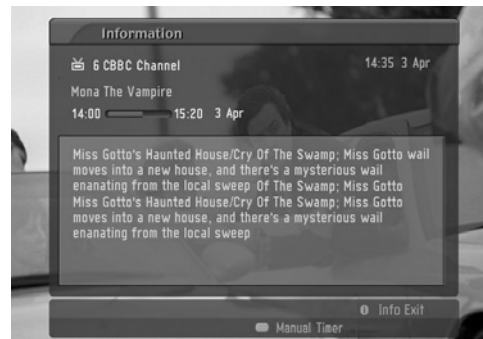 Information
6 CBBC Channel 14:35 3 Apr
Mona The Vampire
14:00 15:20 3 Apr
Miss Gotto's Haunted House/Cry Of The Swamp; Miss Gotto wail
moves into a new house, and there's a mysterious wail
enanating from the local sweep Of The Swamp; Miss Gotto
Miss Gotto's Haunted House/Cry Of The Swamp; Miss Gotto
moves into a new house, and there's a mysterious wail
enanating from the local sweep
i Info Exit
Manual Timer